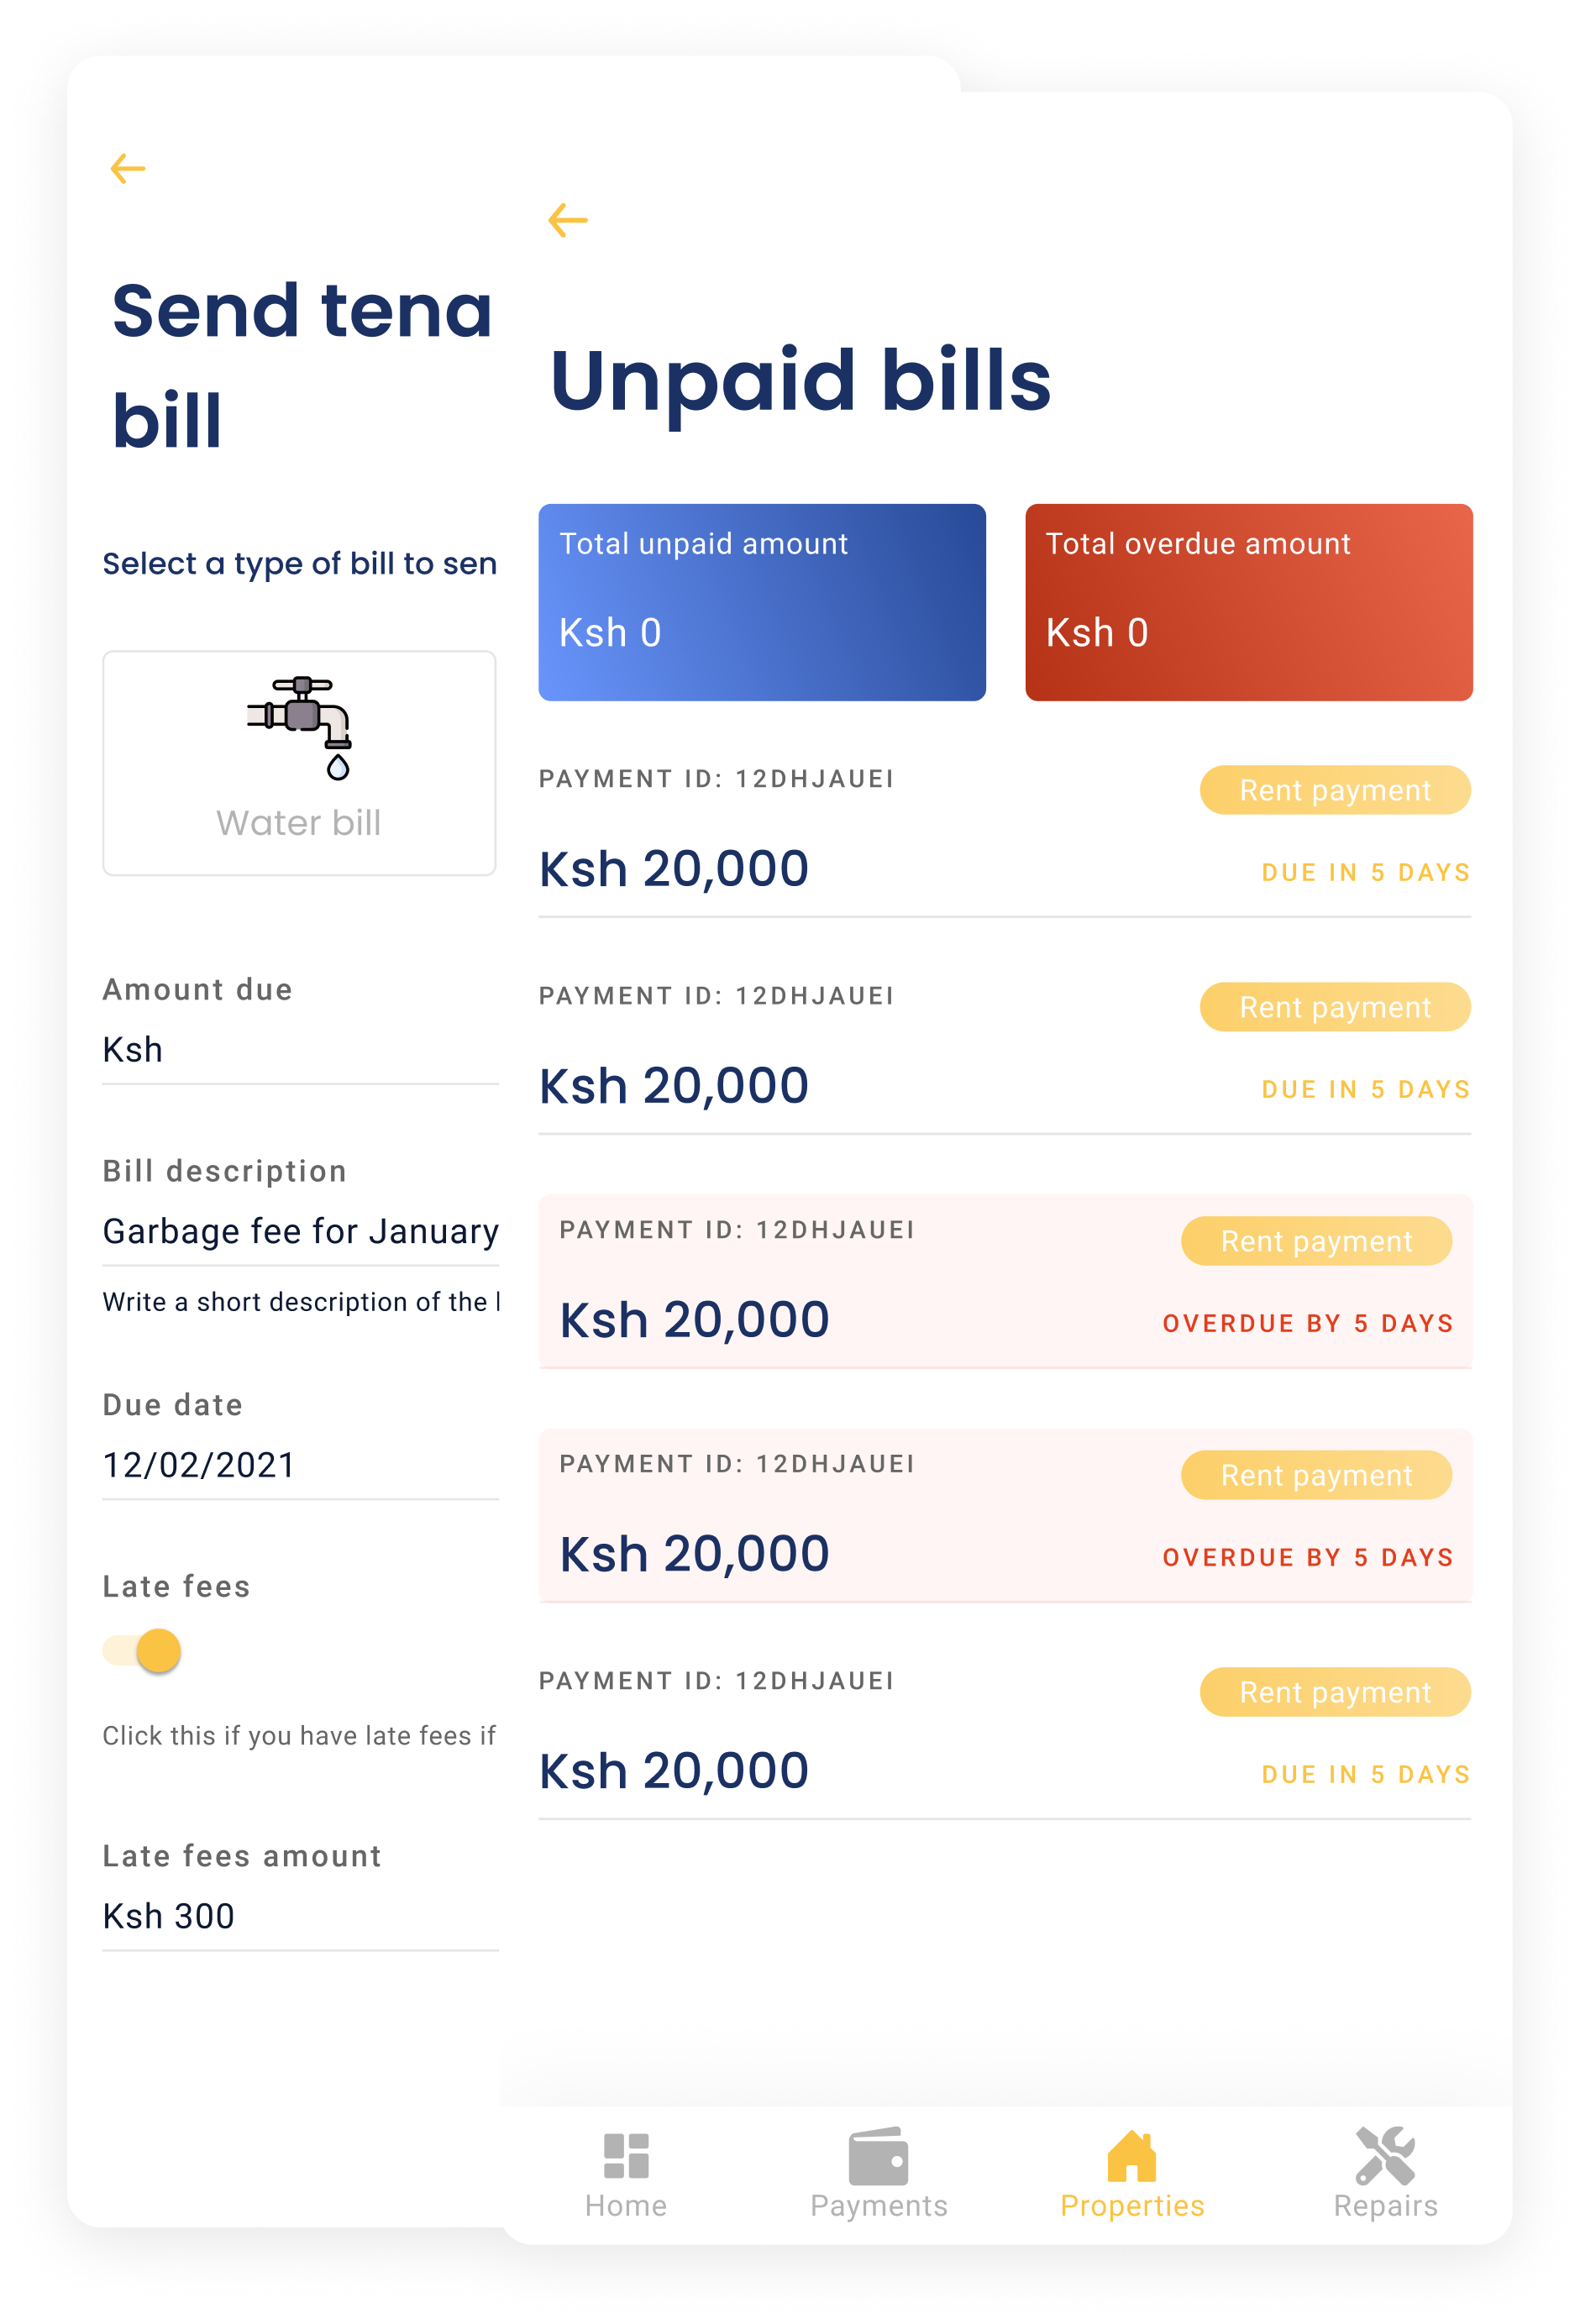 Send tena
bill
Select a type of bill to sen
Water bill
Amount due
Ksh
Bill description
Garbage fee for January
Write a short description of the
Due date
12/02/2021
Late fees
Click this if you have late fees if
Late fees amount
Ksh 300
Unpaid bills
Total unpaid amount
Ksh 0
Total overdue amount
Ksh 0
PAYMENT ID: 12DHJAUEI
Rent payment
Ksh 20,000
DUE IN 5 DAYS
PAYMENT ID: 12DHJAUEI
Rent payment
Ksh 20,000
DUE IN 5 DAYS
PAYMENT ID: 12DHJAUEI
Rent payment
Ksh 20,000
OVERDUE BY 5 DAYS
PAYMENT ID: 12DHJAUEI
Rent payment
Ksh 20,000
OVERDUE BY 5 DAYS
PAYMENT ID: 12DHJAUEI
Rent payment
Ksh 20,000
DUE IN 5 DAYS
Home
Payments
Properties
Repairs